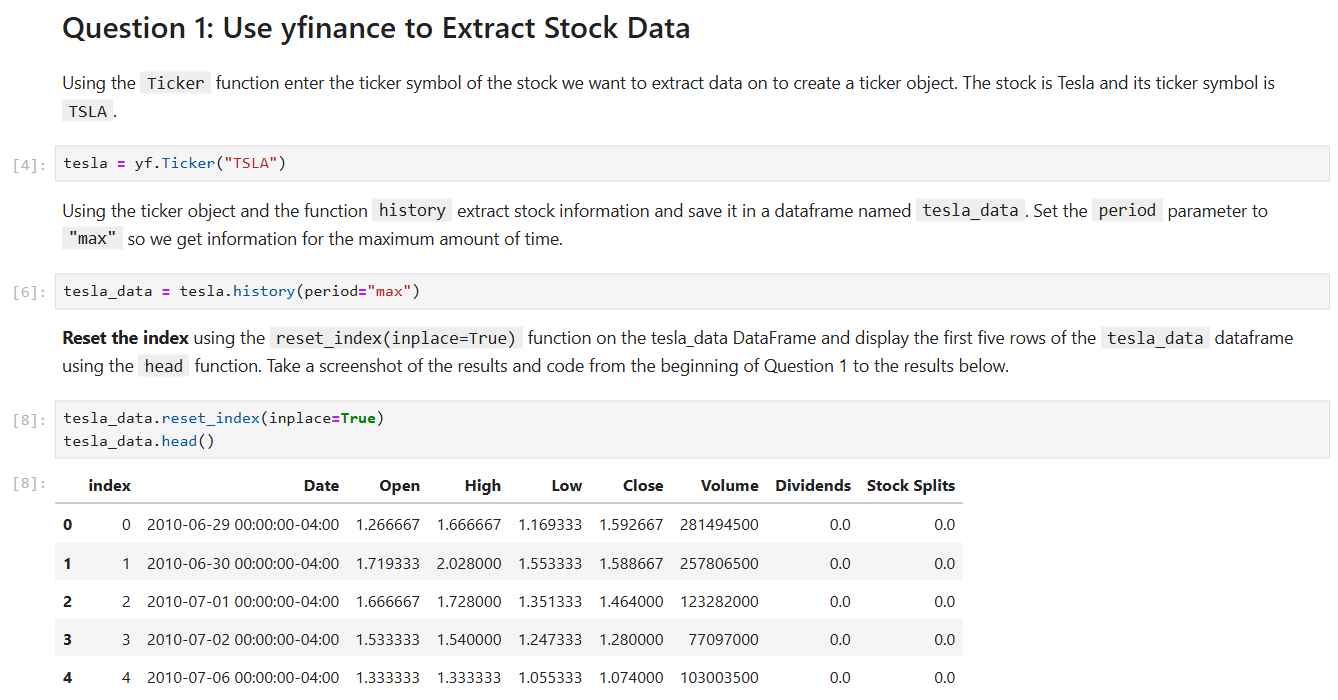 Question 1: Use yfinance to Extract Stock Data
Using the Ticker function enter the ticker symbol of the stock we want to extract data on to create a ticker object. The stock is Tesla and its ticker symbol is
TSLA .
[4]: tesla = yf.Ticker("TSLA")
Using the ticker object and the function history extract stock information and save it in a dataframe named tesla_data . Set the period parameter to
"max" so we get information for the maximum amount of time.
[6]: tesla_data = tesla.history(period="max")
Reset the index using the reset_index(inplace=True) function on the tesla_data DataFrame and display the first five rows of the tesla_data dataframe
using the head function. Take a screenshot of the results and code from the beginning of Question 1 to the results below.
[8]: tesla_data.reset_index(inplace=True)
tesla_data.head()
[8]: index Date Open High Low Close Volume Dividends Stock Splits
0 0 2010-06-29 00:00:00-04:00 1.266667 1.666667 1.169333 1.592667 281494500 0.0 0.0
1 1 2010-06-30 00:00:00-04:00 1.719333 2.028000 1.553333 1.588667 257806500 0.0 0.0
2 2 2010-07-01 00:00:00-04:00 1.666667 1.728000 1.351333 1.464000 123282000 0.0 0.0
3 3 2010-07-02 00:00:00-04:00 1.533333 1.540000 1.247333 1.280000 77097000 0.0 0.0
4 4 2010-07-06 00:00:00-04:00 1.333333 1.333333 1.055333 1.074000 103003500 0.0 0.0